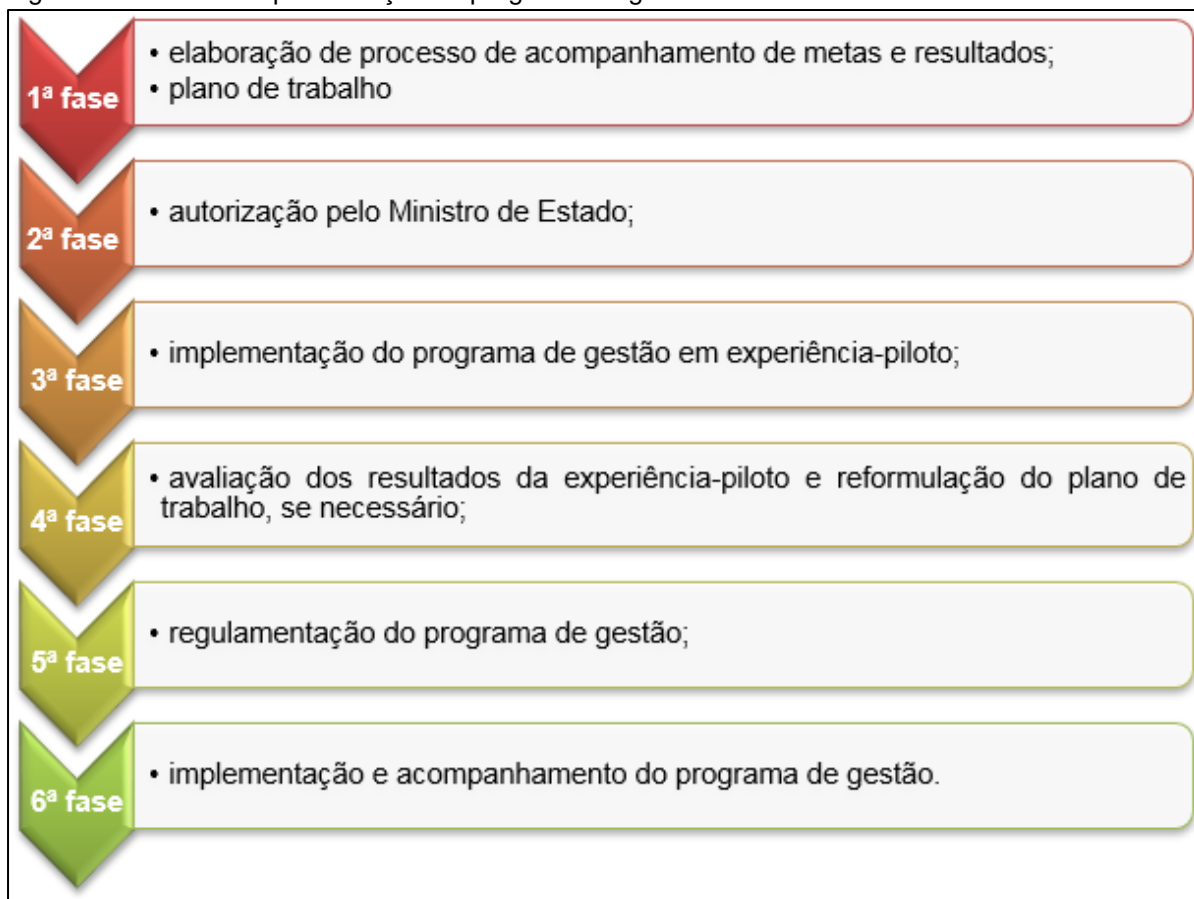 1ª fase
• elaboração de processo de acompanhamento de metas e resultados;
• plano de trabalho
2ª fase
• autorização pelo Ministro de Estado;
3ª fase
• implementação do programa de gestão em experiência-piloto;
4ª fase
• avaliação dos resultados da experiência-piloto e reformulação do plano de
trabalho, se necessário;
5ª fase
• regulamentação do programa de gestão;
6ª fase
• implementação e acompanhamento do programa de gestão.